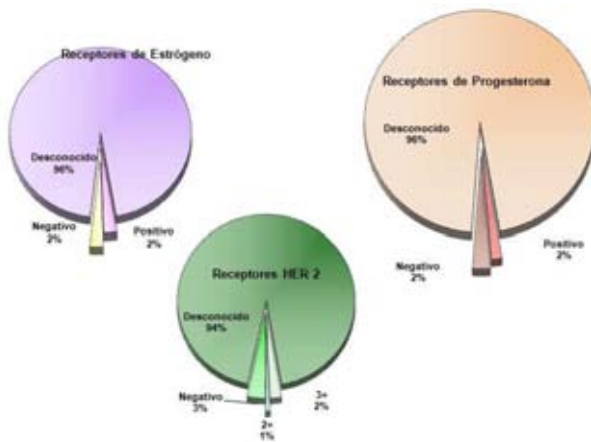 Receptores de Estrógeno
Desconocido
96%
Negativo
2%
Positivo
2%
Receptores de Progesterona
Desconocido
96%
Negativo
2%
Positivo
2%
Receptores HER 2
Desconocido
94%
Negativo
3%
2+
1%
3+
2%